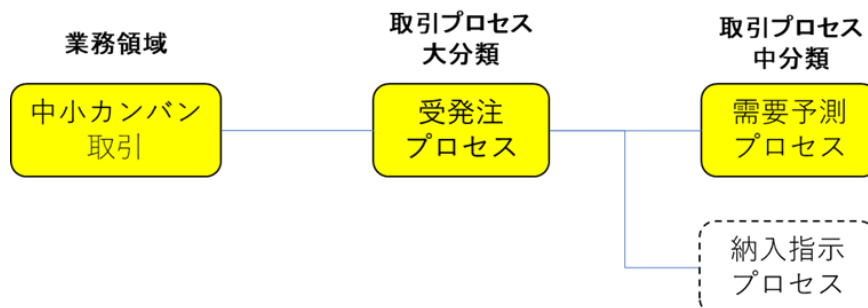 業務領域
取引プロセス
大分類
取引プロセス
中分類
中小カンバン
取引
受発注
プロセス
需要予測
プロセス
納入指示
プロセス